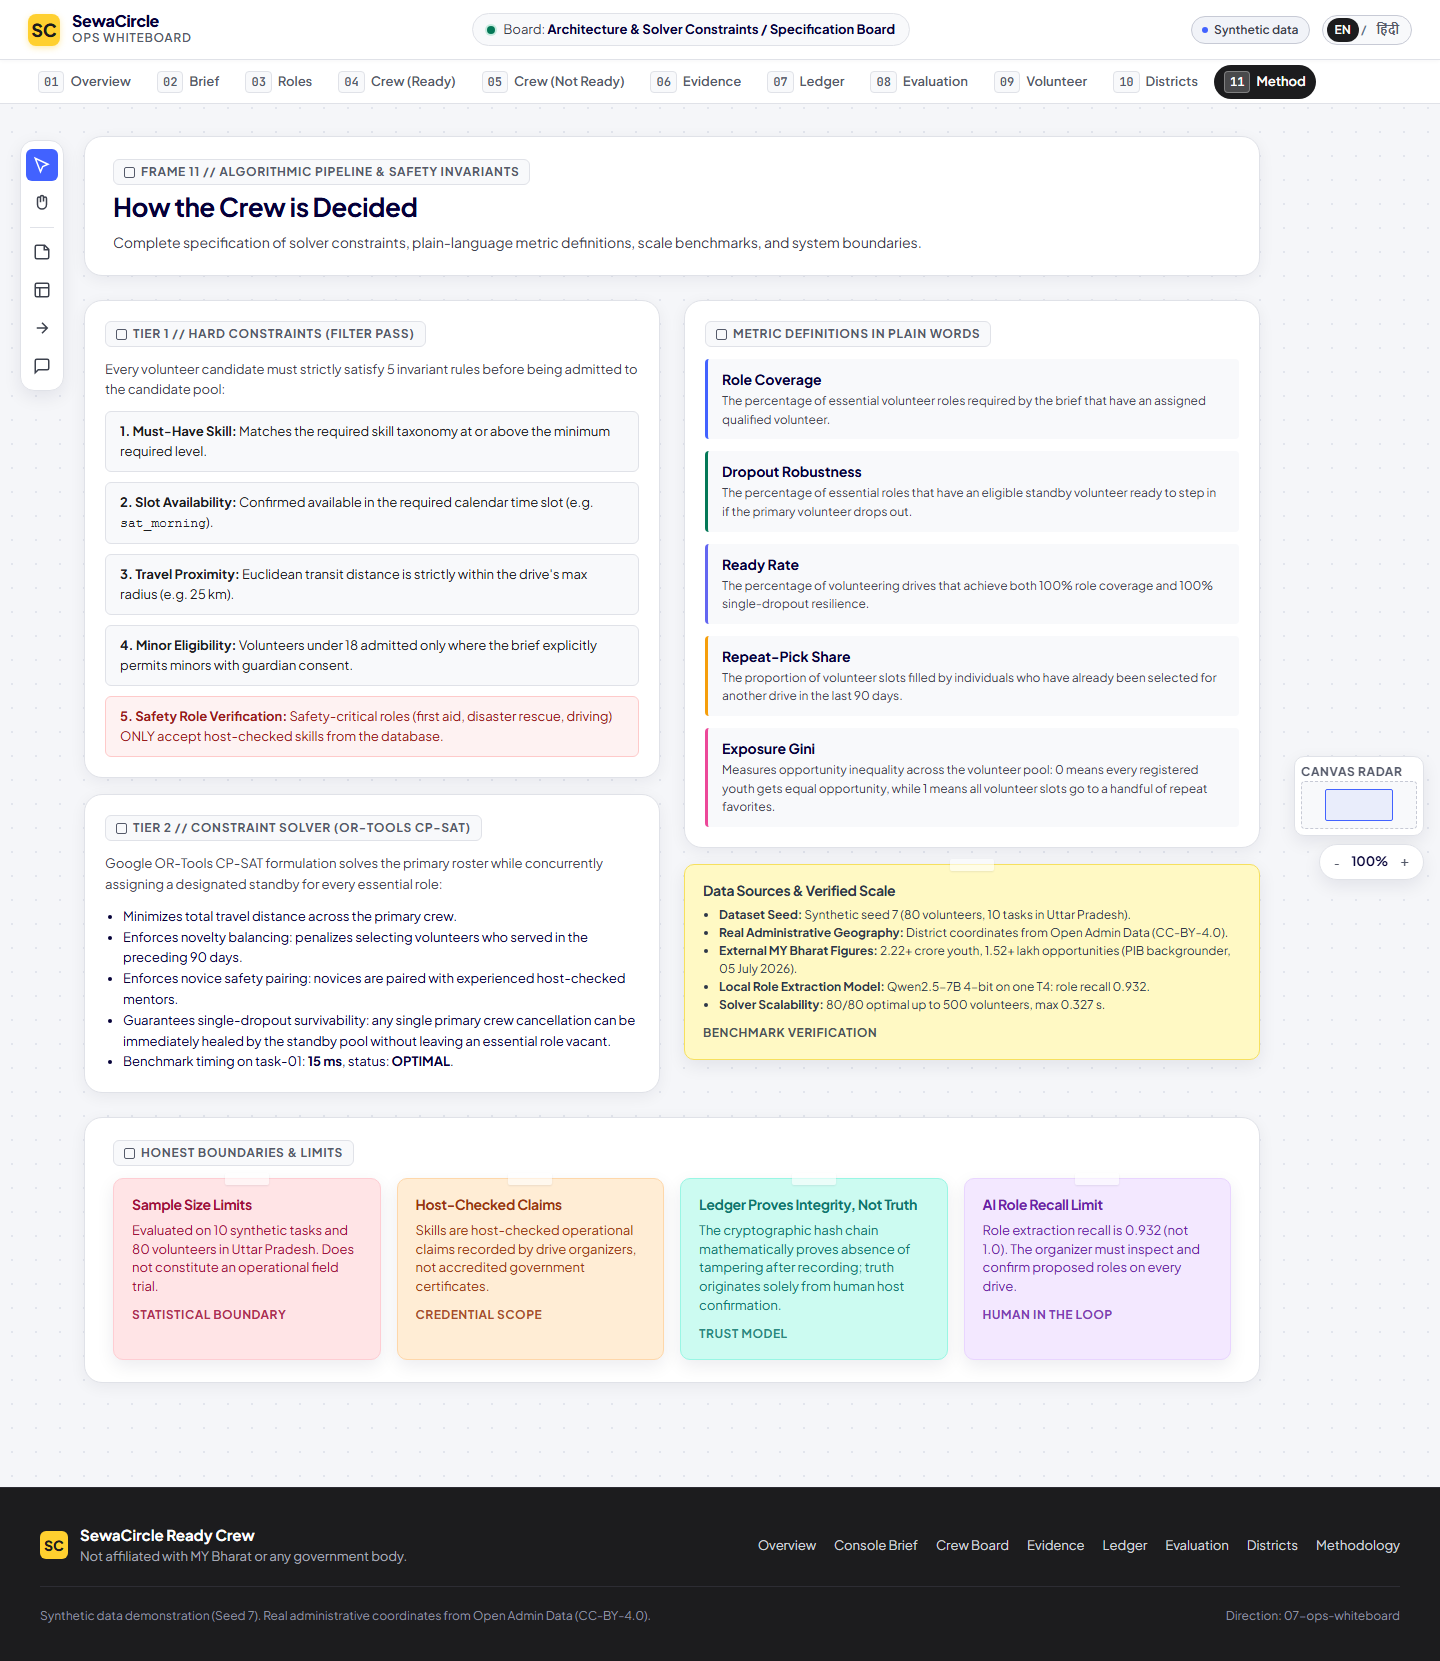 SC
SewaCircle
OPS WHITEBOARD
Board: Architecture & Solver Constraints / Specification Board
Synthetic data
EN / हिंदी
01 Overview
02 Brief
03 Roles
04 Crew (Ready)
05 Crew (Not Ready)
06 Evidence
07 Ledger
08 Evaluation
09 Volunteer
10 Districts
11 Method
FRAME 11 // ALGORITHMIC PIPELINE & SAFETY INVARIANTS
How the Crew is Decided
Complete specification of solver constraints, plain-language metric definitions, scale benchmarks, and system boundaries.
TIER 1 // HARD CONSTRAINTS (FILTER PASS)
Every volunteer candidate must strictly satisfy 5 invariant rules before being admitted to
the candidate pool:
1. Must-Have Skill: Matches the required skill taxonomy at or above the minimum
required level.
2. Slot Availability: Confirmed available in the required calendar time slot (e.g.
sat_morning).
3. Travel Proximity: Euclidean transit distance is strictly within the drive's max
radius (e.g. 25 km).
4. Minor Eligibility: Volunteers under 18 admitted only where the brief explicitly
permits minors with guardian consent.
5. Safety Role Verification: Safety-critical roles (first aid, disaster rescue, driving)
ONLY accept host-checked skills from the database.
TIER 2 // CONSTRAINT SOLVER (OR-TOOLS CP-SAT)
Google OR-Tools CP-SAT formulation solves the primary roster while concurrently
assigning a designated standby for every essential role:
• Minimizes total travel distance across the primary crew.
• Enforces novelty balancing: penalizes selecting volunteers who served in the
preceding 90 days.
• Enforces novice safety pairing: novices are paired with experienced host-checked
mentors.
• Guarantees single-dropout survivability: any single primary crew cancellation can be
immediately healed by the standby pool without leaving an essential role vacant.
• Benchmark timing on task-01: 15 ms, status: OPTIMAL.
METRIC DEFINITIONS IN PLAIN WORDS
Role Coverage
The percentage of essential volunteer roles required by the brief that have an assigned
qualified volunteer.
Dropout Robustness
The percentage of essential roles that have an eligible standby volunteer ready to step in
if the primary volunteer drops out.
Ready Rate
The percentage of volunteering drives that achieve both 100% role coverage and 100%
single-dropout resilience.
Repeat-Pick Share
The proportion of volunteer slots filled by individuals who have already been selected for
another drive in the last 90 days.
Exposure Gini
Measures opportunity inequality across the volunteer pool: 0 means every registered
youth gets equal opportunity, while 1 means all volunteer slots go to a handful of repeat
favorites.
Data Sources & Verified Scale
• Dataset Seed: Synthetic seed 7 (80 volunteers, 10 tasks in Uttar Pradesh).
• Real Administrative Geography: District coordinates from Open Admin Data (CC-BY-4.0).
• External MY Bharat Figures: 2.22+ crore youth, 1.52+ lakh opportunities (PIB backgrounder,
05 July 2026).
• Local Role Extraction Model: Qwen2.5-7B 4-bit on one T4: role recall 0.932.
• Solver Scalability: 80/80 optimal up to 500 volunteers, max 0.327 s.
BENCHMARK VERIFICATION
CANVAS RADAR
- 100% +
HONEST BOUNDARIES & LIMITS
Sample Size Limits
Evaluated on 10 synthetic tasks and
80 volunteers in Uttar Pradesh. Does
not constitute an operational field
trial.
STATISTICAL BOUNDARY
Host-Checked Claims
Skills are host-checked operational
claims recorded by drive organizers,
not accredited government
certificates.
CREDENTIAL SCOPE
Ledger Proves Integrity, Not Truth
The cryptographic hash chain
mathematically proves absence of
tampering after recording; truth
originates solely from human host
confirmation.
TRUST MODEL
AI Role Recall Limit
Role extraction recall is 0.932 (not
1.0). The organizer must inspect and
confirm proposed roles on every
drive.
HUMAN IN THE LOOP
SC
SewaCircle Ready Crew
Not affiliated with MY Bharat or any government body.
Overview Console Brief Crew Board Evidence Ledger Evaluation Districts Methodology
Synthetic data demonstration (Seed 7). Real administrative coordinates from Open Admin Data (CC-BY-4.0).
Direction: 07-ops-whiteboard